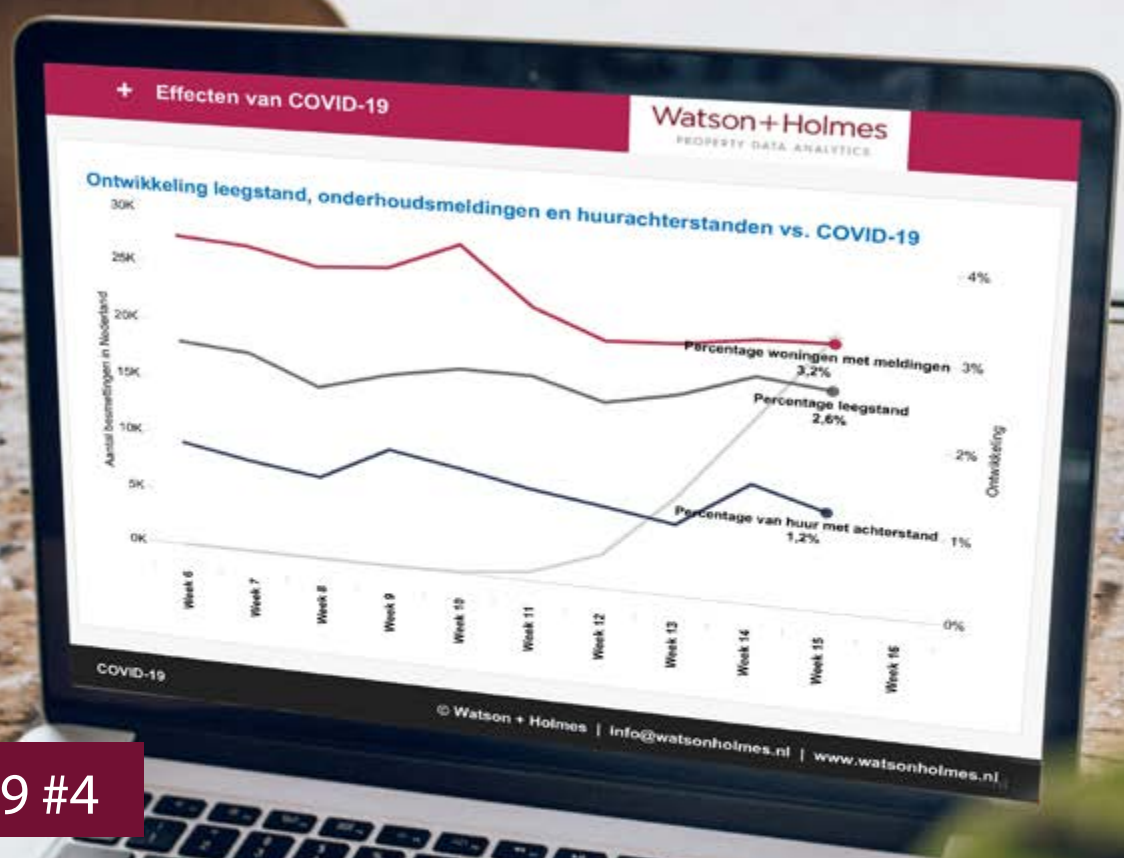 + Effecten van COVID-19
Watson+Holmes
PROPERTY DATA ANALYTICS
Ontwikkeling leegstand, onderhoudsmeldingen en huurachterstanden vs. COVID-19
30K
25K
20K
15K
10K
5K
0K
Aantal besmettingen in Nederland
4%
3%
2%
1%
0%
Ontwikkeling
Percentage woningen met meldingen
3,2%
Percentage leegstand
2,6%
Percentage van huur met achterstand
1,2%
Week 6
Week 7
Week 8
Week 9
Week 10
Week 11
Week 12
Week 13
Week 14
Week 15
Week 16
COVID-19
© Watson + Holmes | info@watsonholmes.nl | www.watsonholmes.nl
9 #4